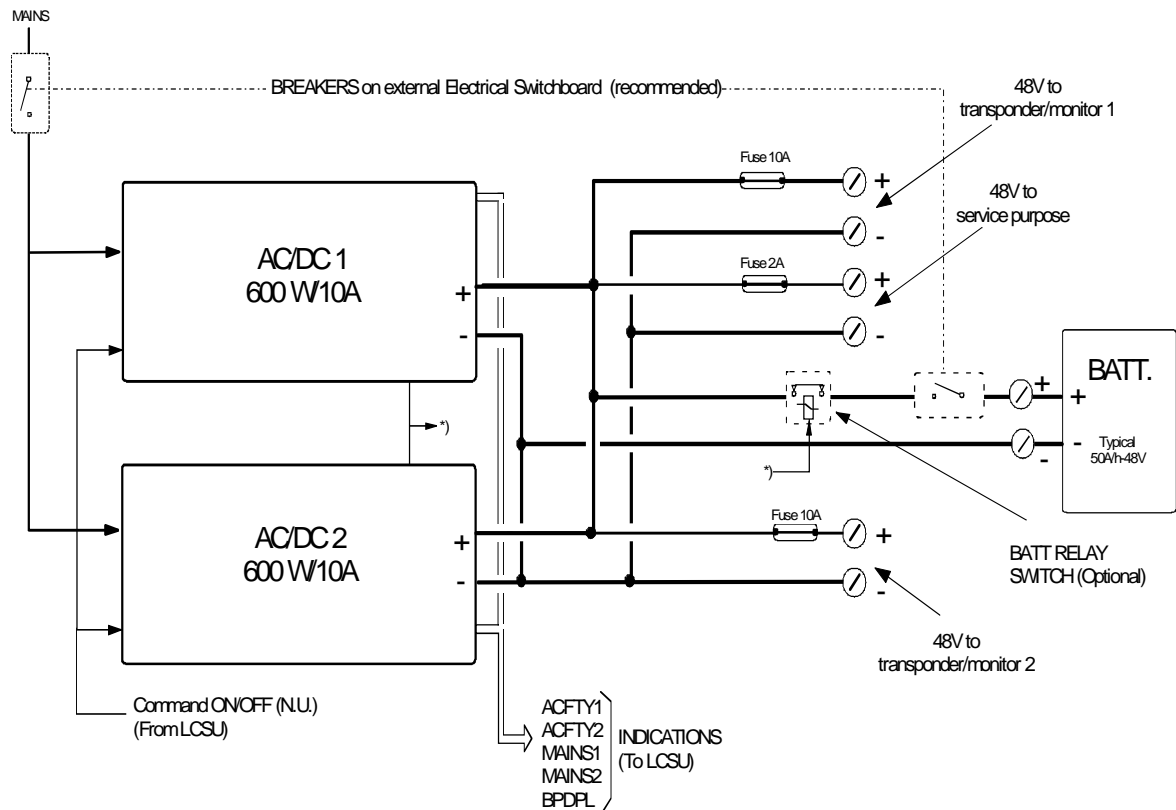 MAINS
BREAKERS on external Electrical Switchboard (recommended)
48V to
transponder/monitor 1
Fuse 10A
+
-
48V to
service purpose
Fuse 2A
+
-
AC/DC 1
600 W/10A
+
-
BATT.
+
+
-
-
Typical
50A/h-48V
*)
*)
BATT RELAY
SWITCH (Optional)
AC/DC 2
600 W/10A
+
-
Fuse 10A
+
-
48V to
transponder/monitor 2
Command ON/OFF (N.U.)
(From LCSU)
ACFTY1
ACFTY2
MAINS1
MAINS2
BPDPL
INDICATIONS
(To LCSU)